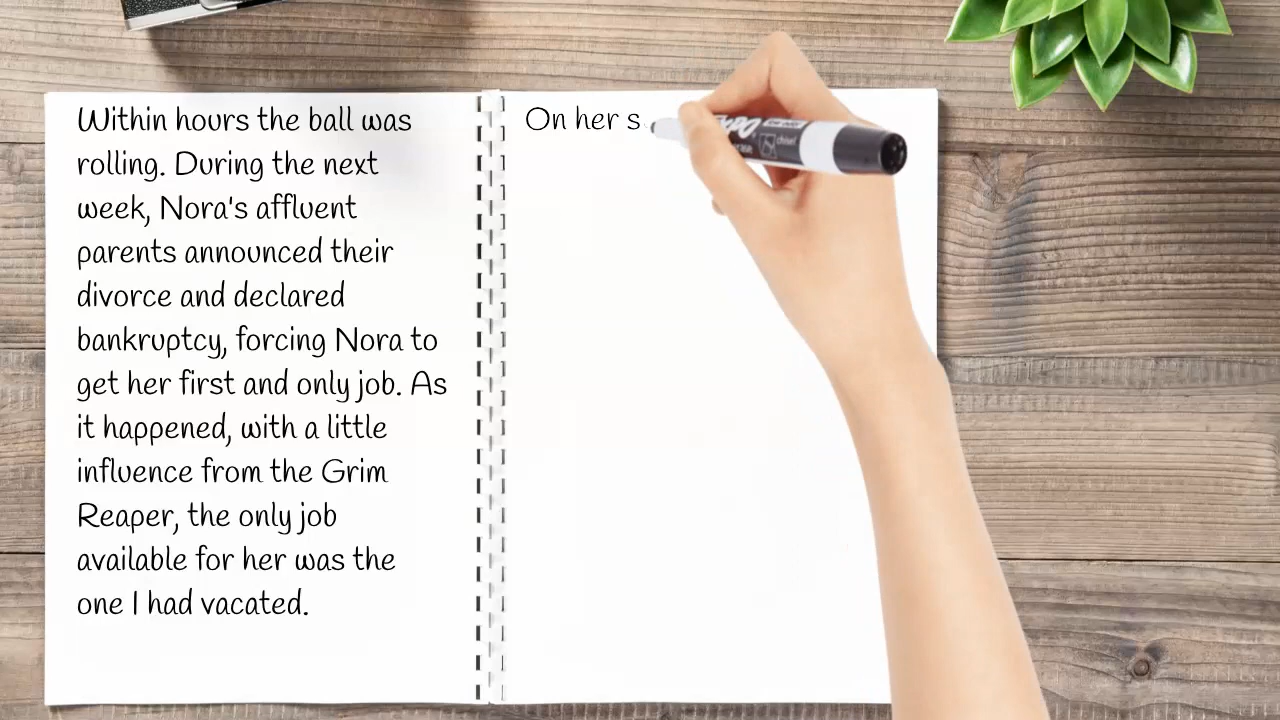 Within hours the ball was
rolling. During the next
week, Nora's affluent
parents announced their
divorce and declared
bankruptcy, forcing Nora to
get her first and only job. As
it happened, with a little
influence from the Grim
Reaper, the only job
available for her was the
one I had vacated.
On her s